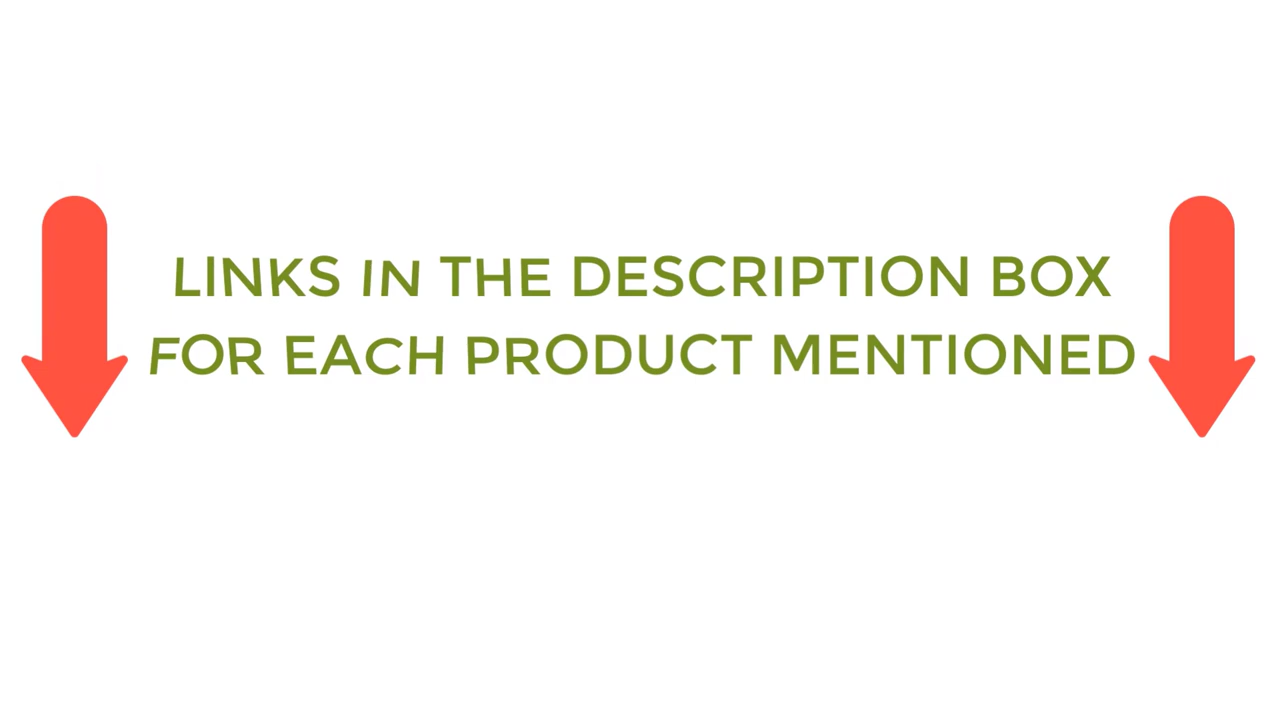 LINKS IN THE DESCRIPTION BOX
FOR EACH PRODUCT MENTIONED